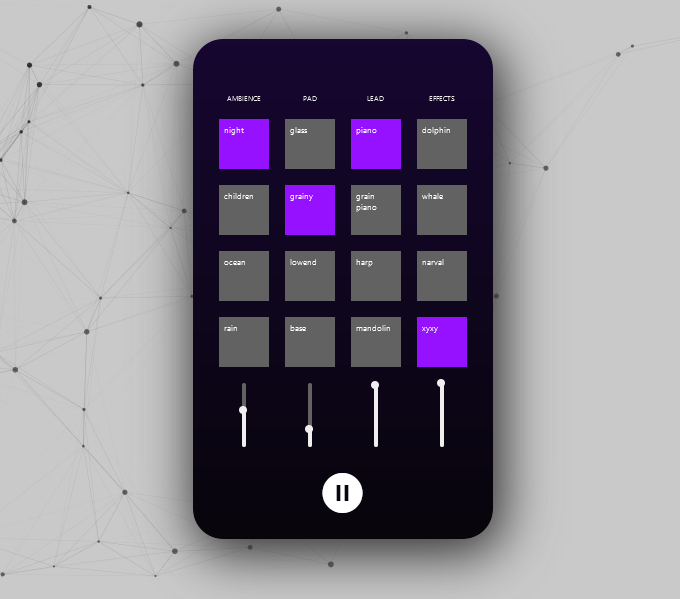 AMBIENCE PAD LEAD EFFECTS
night glass piano dolphin
children grainy grain whale
piano
ocean lowend harp narval
rain base mandolin xyxy